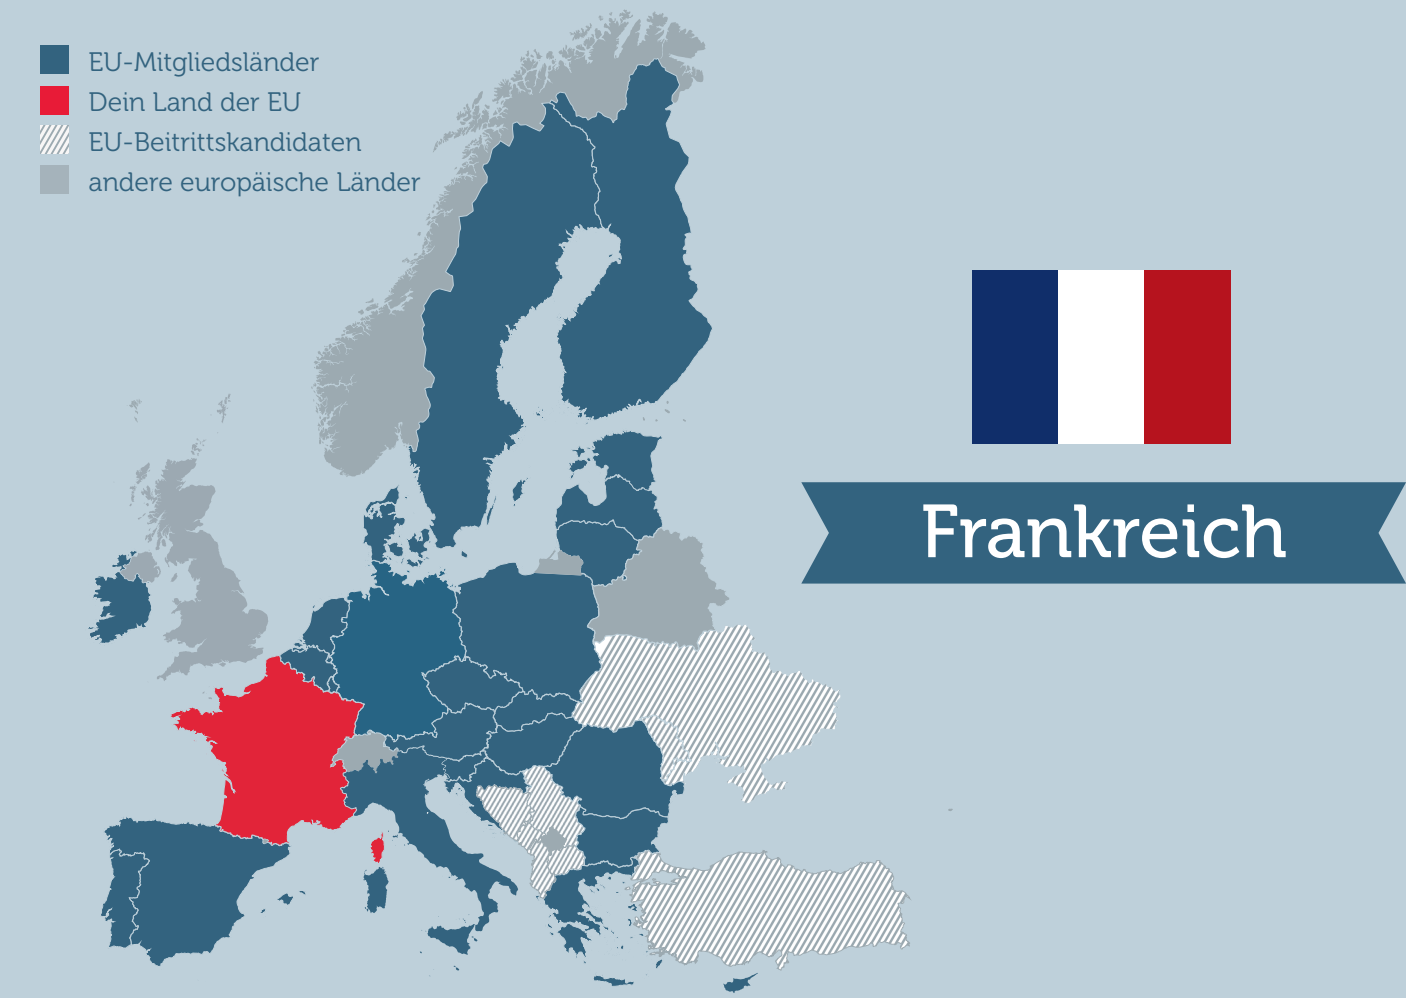 EU-Mitgliedsländer
Dein Land der EU
EU-Beitrittskandidaten
andere europäische Länder
Frankreich